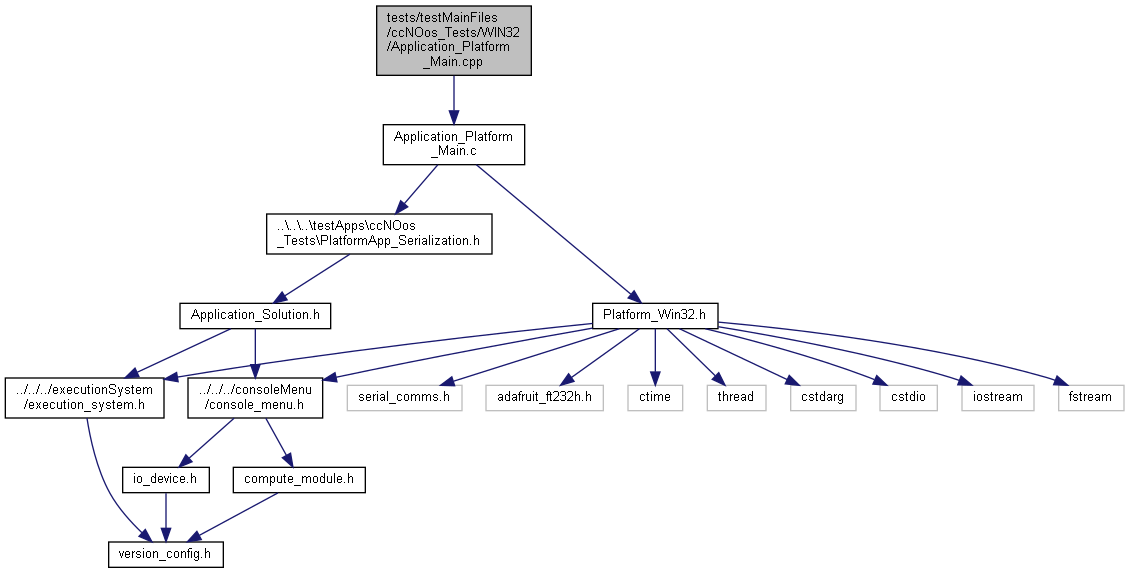 tests/testMainFiles
/ccNOos_Tests/WIN32
/Application_Platform
_Main.cpp
Application_Platform
_Main.c
..\..\..\testApps\ccNOos
_Tests\PlatformApp_Serialization.h
Application_Solution.h
Platform_Win32.h
../../../executionSystem
/execution_system.h
../../../consoleMenu
/console_menu.h
serial_comms.h
adafruit_ft232h.h
ctime
thread
cstdarg
cstdio
iostream
fstream
io_device.h
compute_module.h
version_config.h